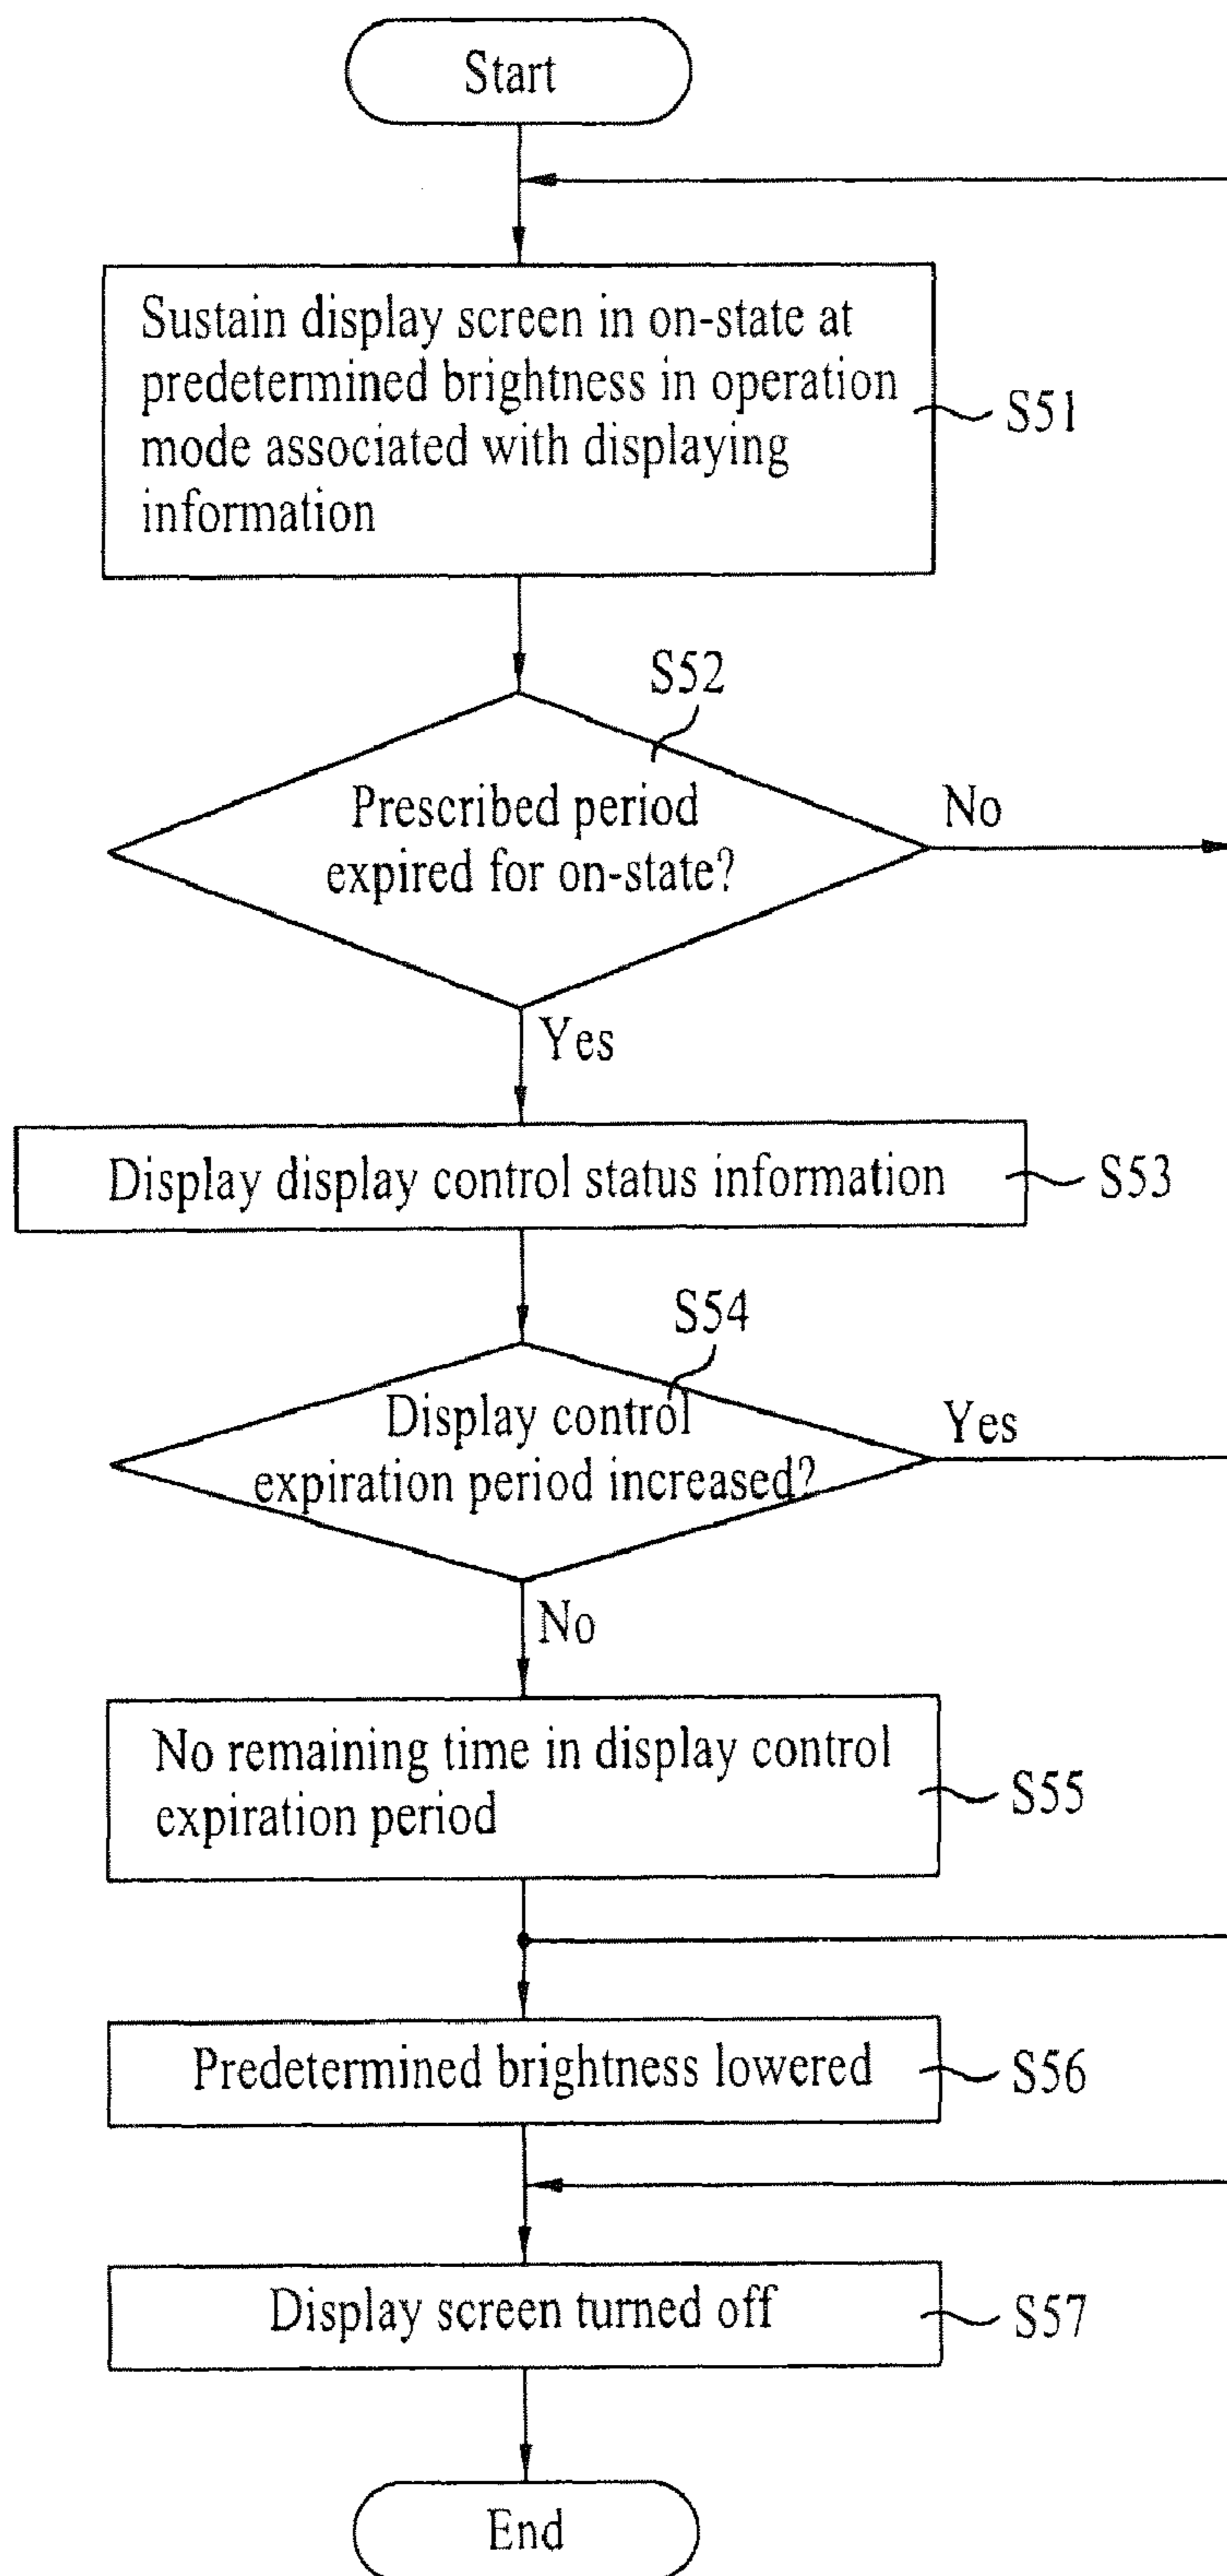 Start
Sustain display screen in on-state at
predetermined brightness in operation
mode associated with displaying
information
S51
S52
Prescribed period
expired for on-state?
No
Yes
Display display control status information
S53
S54
Display control
expiration period increased?
Yes
No
No remaining time in display control
expiration period
S55
Predetermined brightness lowered
S56
Display screen turned off
S57
End